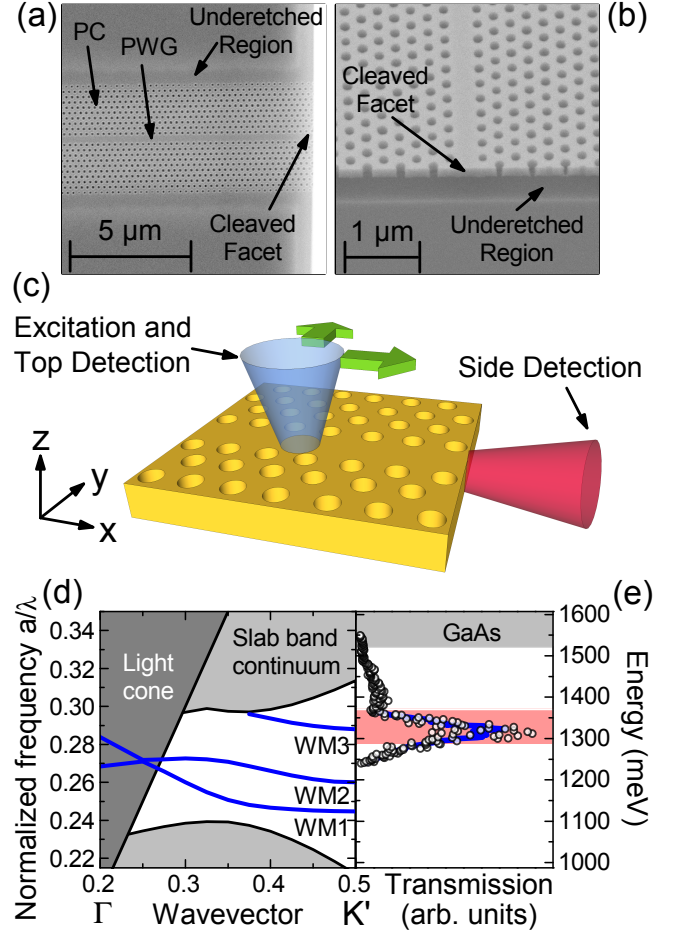 (a)
PC
PWG
Underetched
Region
Cleaved
Facet
5 µm
(b)
Cleaved
Facet
Underetched
Region
1 µm
(c)
Excitation and
Top Detection
Side Detection
z
y
x
(d)
Normalized frequency a/λ
0.34
0.32
0.30
0.28
0.26
0.24
0.22
Light
cone
Slab band
continuum
WM3
WM2
WM1
0.2 0.3 0.4 0.5
Γ Wavevector K'
(e)
GaAs
1600
1500
1400
1300
1200
1100
1000
Energy (meV)
Transmission
(arb. units)